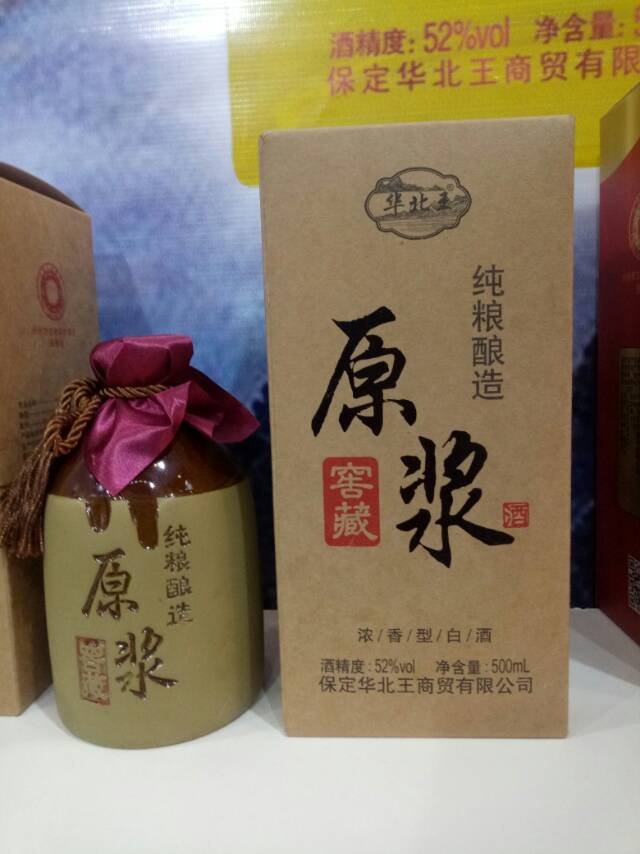 酒精度: 52%vol 净含量:
保定华北王商贸有限
华北王®
纯粮酿造
原浆
窖藏
酒
浓/香/型/白/酒
酒精度: 52%vol 净含量: 500mL
保定华北王商贸有限公司
纯粮酿造
原浆
窖藏